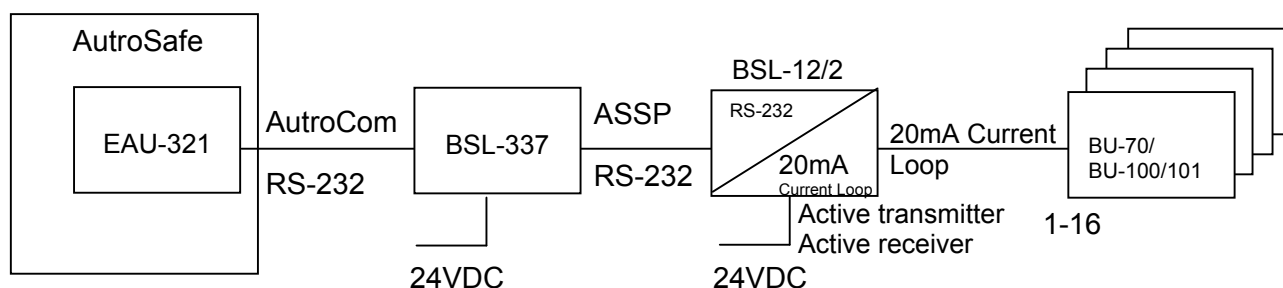 AutroSafe
EAU-321
AutroCom
RS-232
BSL-337
ASSP
RS-232
BSL-12/2
RS-232
20mA
Current Loop
20mA Current
Loop
BU-70/
BU-100/101
1-16
Active transmitter
Active receiver
24VDC
24VDC